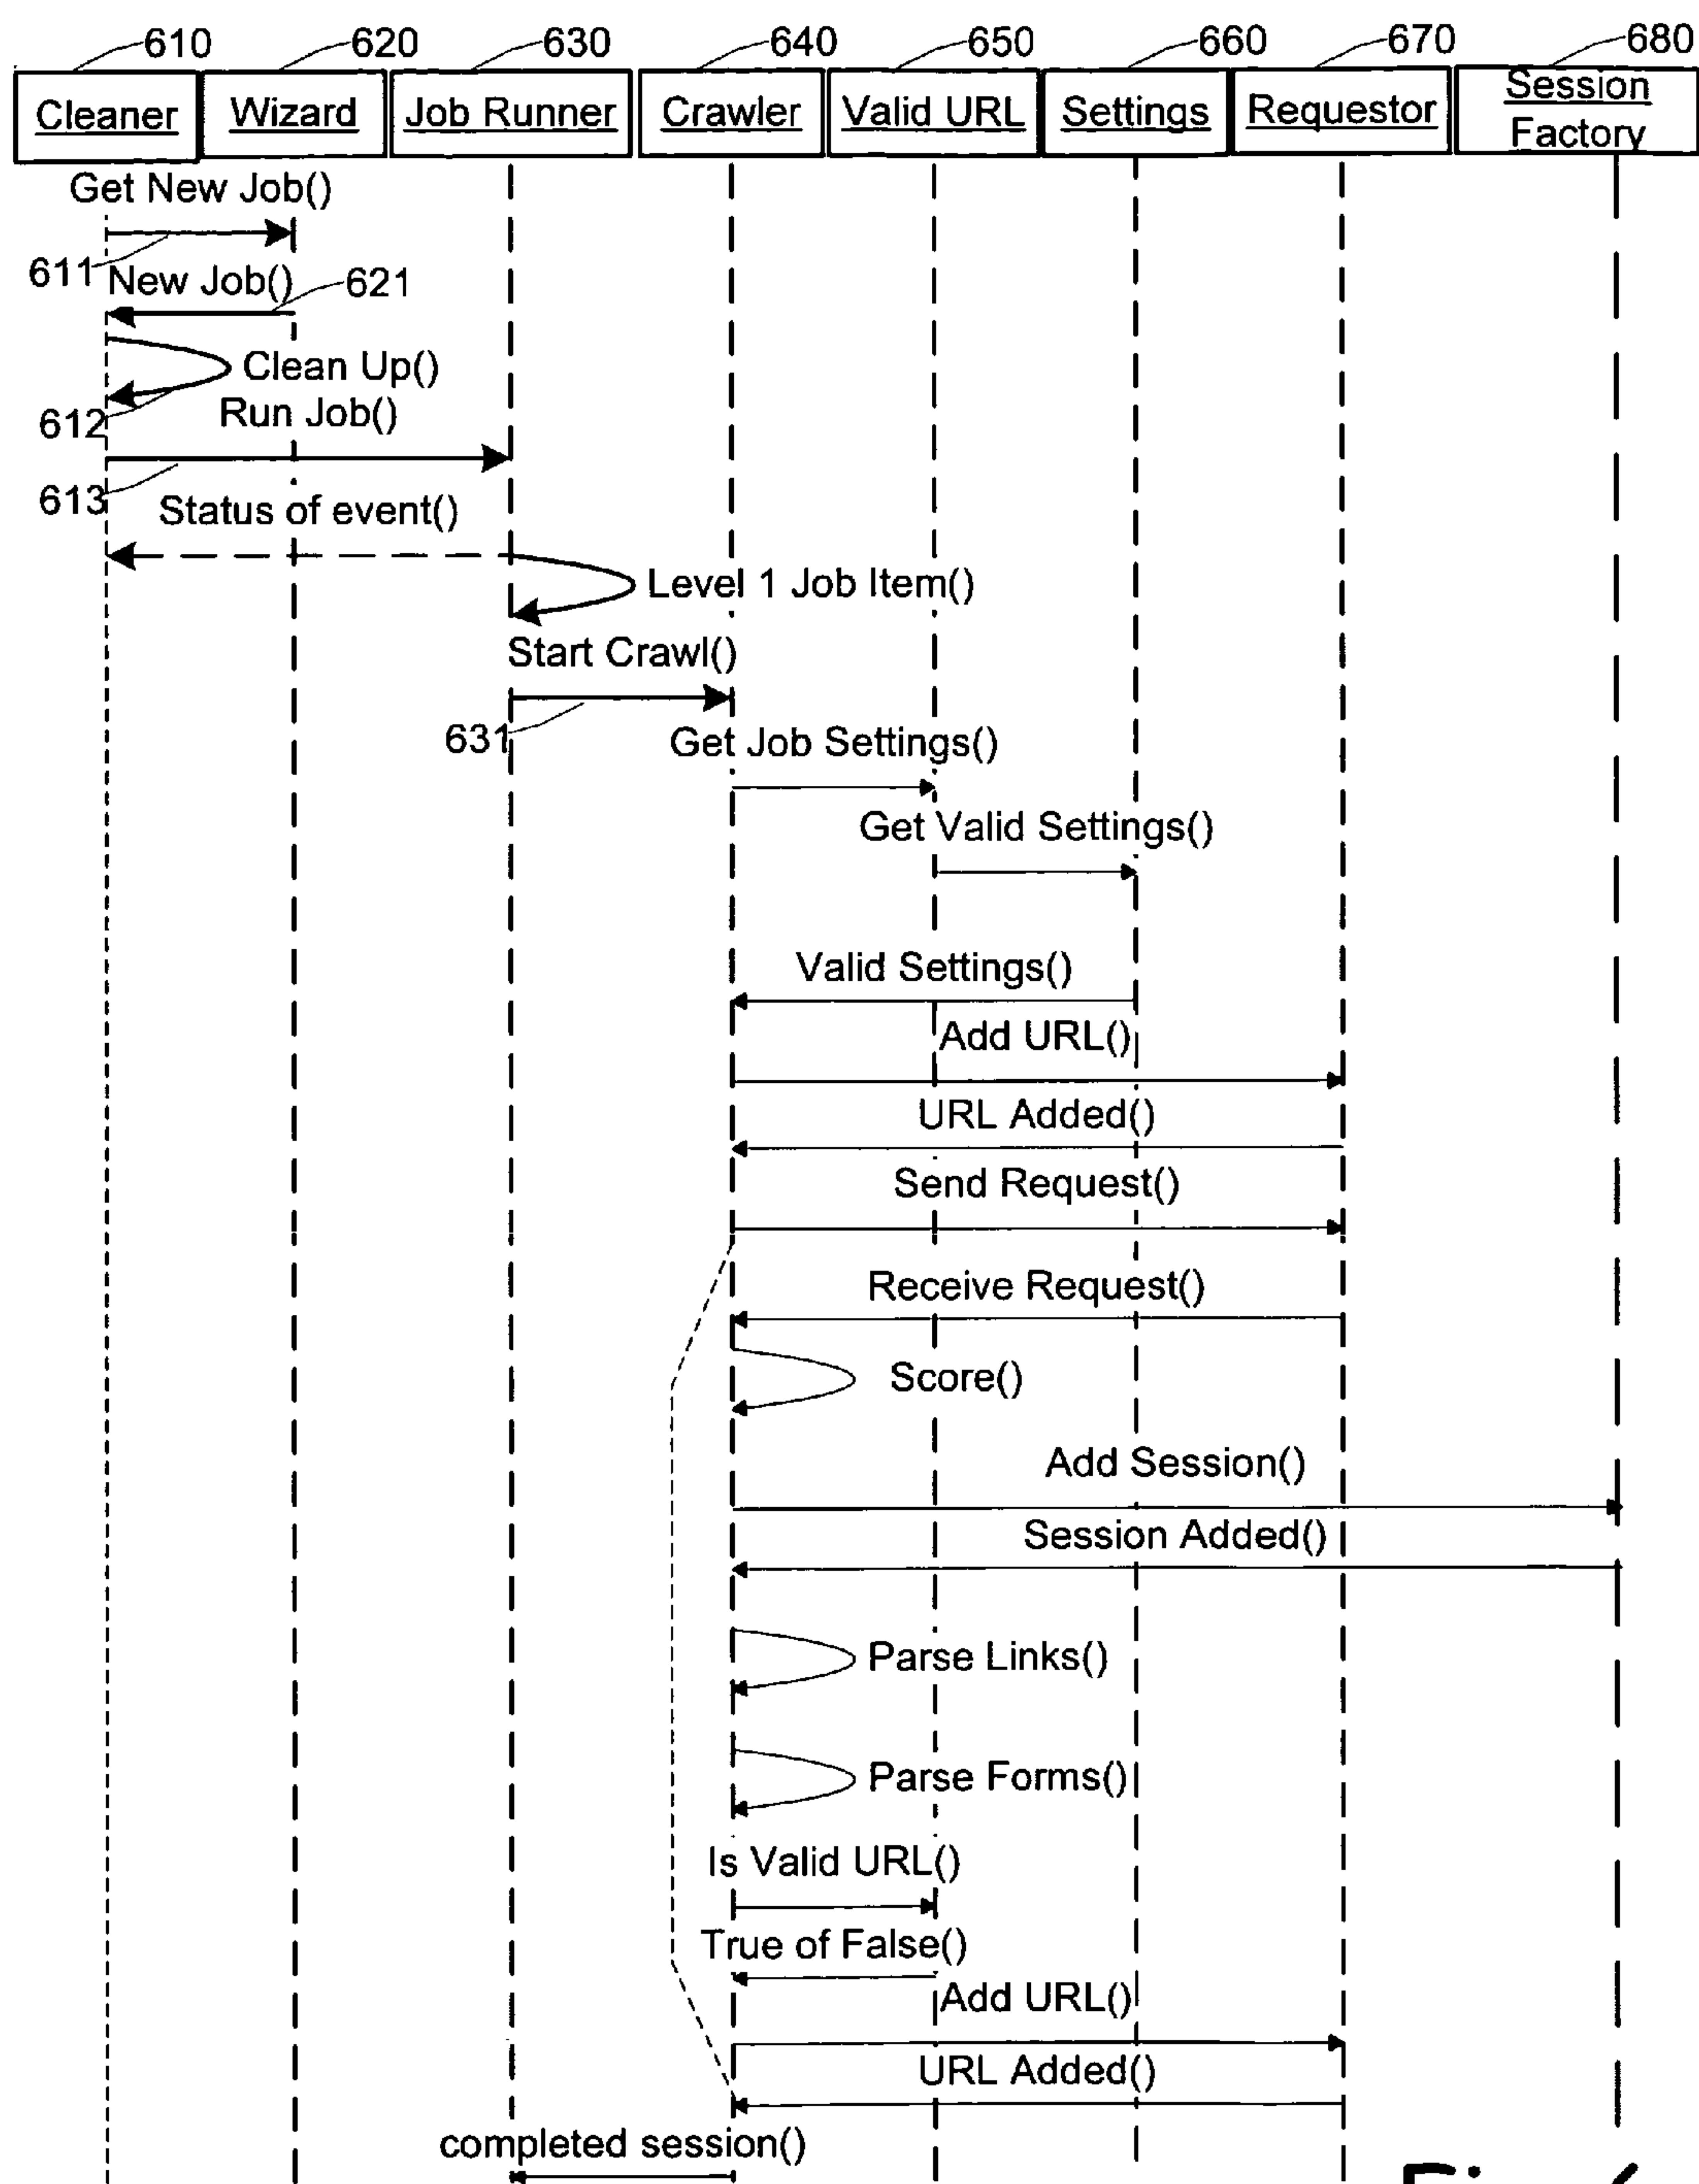 610 620 630 640 650 660 670 680
Cleaner Wizard Job Runner Crawler Valid URL Settings Requestor Session Factory
Get New Job()
611
New Job() 621
Clean Up()
612
Run Job()
613
Status of event()
Level 1 Job Item()
Start Crawl()
631
Get Job Settings()
Get Valid Settings()
Valid Settings()
Add URL()
URL Added()
Send Request()
Receive Request()
Score()
Add Session()
Session Added()
Parse Links()
Parse Forms()
Is Valid URL()
True of False()
Add URL()
URL Added()
completed session()